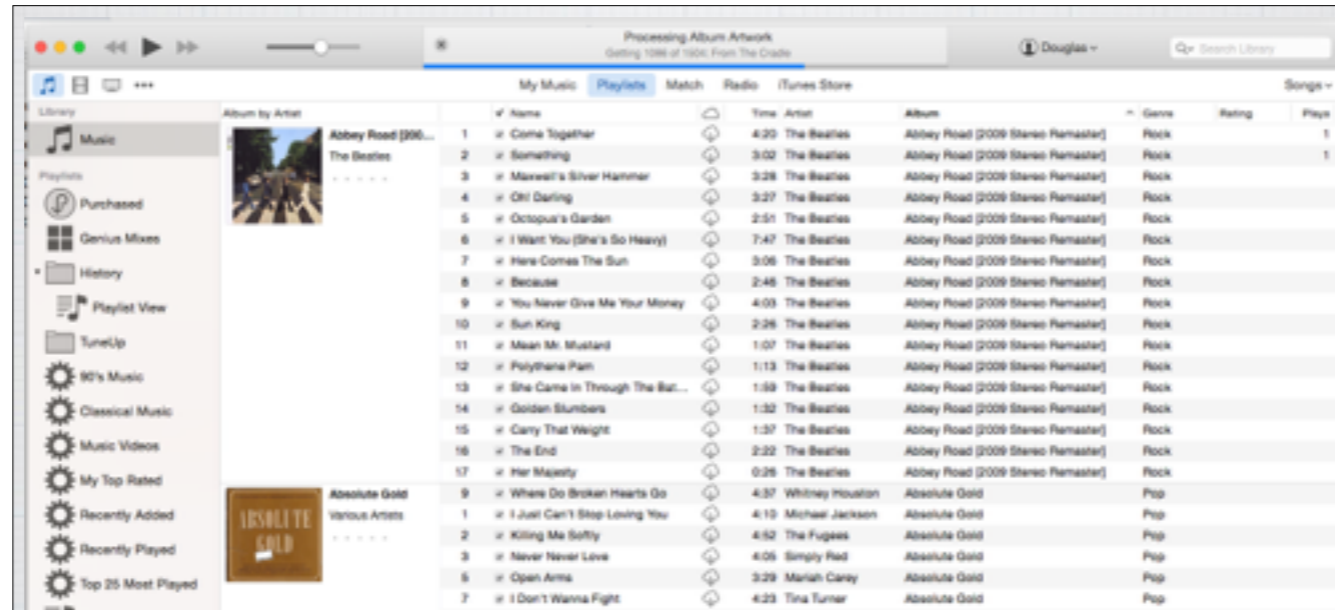 Processing Album Artwork
Getting 1086 of 1504: From The Cradle
Douglas
Search Library
My Music Playlists Match Radio iTunes Store
Songs
Library
Music
Playlists
Purchased
Genius Mixes
History
Playlist View
TuneUp
90's Music
Classical Music
Music Videos
My Top Rated
Recently Added
Recently Played
Top 25 Most Played
Album by Artist Name Time Artist Album Genre Rating Plays
Abbey Road [200...
The Beatles
1 Come Together 4:20 The Beatles Abbey Road [2009 Stereo Remaster] Rock 1
2 Something 3:02 The Beatles Abbey Road [2009 Stereo Remaster] Rock 1
3 Maxwell's Silver Hammer 3:28 The Beatles Abbey Road [2009 Stereo Remaster] Rock
4 Oh! Darling 3:27 The Beatles Abbey Road [2009 Stereo Remaster] Rock
5 Octopus's Garden 2:51 The Beatles Abbey Road [2009 Stereo Remaster] Rock
6 I Want You (She's So Heavy) 7:47 The Beatles Abbey Road [2009 Stereo Remaster] Rock
7 Here Comes The Sun 3:06 The Beatles Abbey Road [2009 Stereo Remaster] Rock
8 Because 2:46 The Beatles Abbey Road [2009 Stereo Remaster] Rock
9 You Never Give Me Your Money 4:03 The Beatles Abbey Road [2009 Stereo Remaster] Rock
10 Sun King 2:26 The Beatles Abbey Road [2009 Stereo Remaster] Rock
11 Mean Mr. Mustard 1:07 The Beatles Abbey Road [2009 Stereo Remaster] Rock
12 Polythene Pam 1:13 The Beatles Abbey Road [2009 Stereo Remaster] Rock
13 She Came In Through The Bat... 1:59 The Beatles Abbey Road [2009 Stereo Remaster] Rock
14 Golden Slumbers 1:32 The Beatles Abbey Road [2009 Stereo Remaster] Rock
15 Carry That Weight 1:37 The Beatles Abbey Road [2009 Stereo Remaster] Rock
16 The End 2:22 The Beatles Abbey Road [2009 Stereo Remaster] Rock
17 Her Majesty 0:26 The Beatles Abbey Road [2009 Stereo Remaster] Rock
Absolute Gold
Various Artists
ABSOLUTE
GOLD
9 Where Do Broken Hearts Go 4:37 Whitney Houston Absolute Gold Pop
1 I Just Can't Stop Loving You 4:10 Michael Jackson Absolute Gold Pop
2 Killing Me Softly 4:52 The Fugees Absolute Gold Pop
3 Never Never Love 4:05 Simply Red Absolute Gold Pop
5 Open Arms 3:29 Mariah Carey Absolute Gold Pop
7 I Don't Wanna Fight 4:23 Tina Turner Absolute Gold Pop